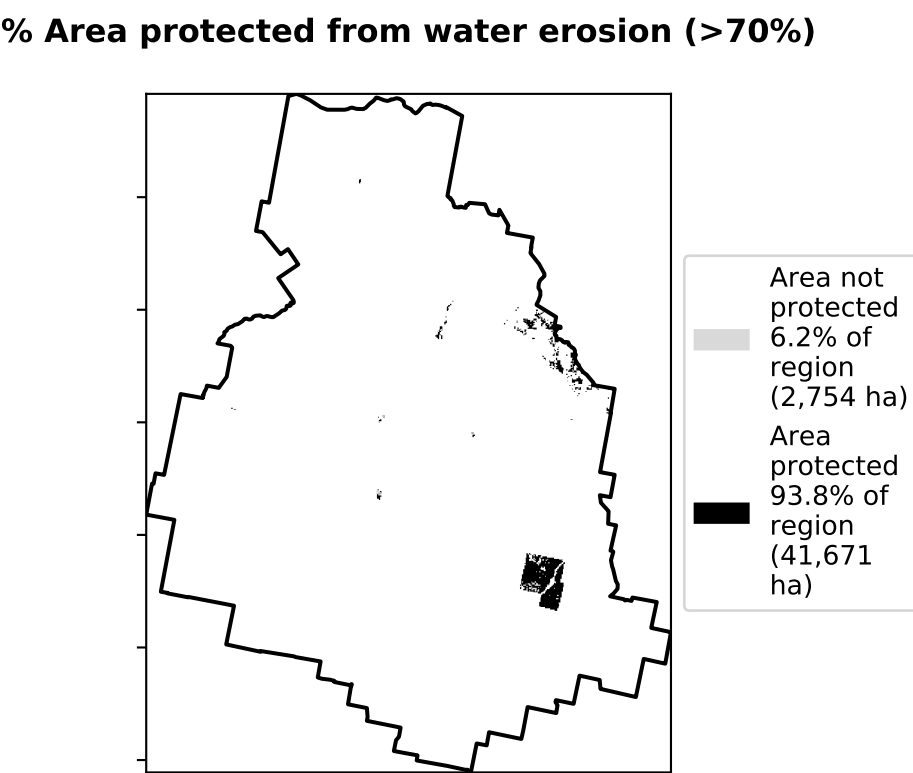 % Area protected from water erosion (>70%)
Area not
protected
6.2% of
region
(2,754 ha)
Area
protected
93.8% of
region
(41,671
ha)